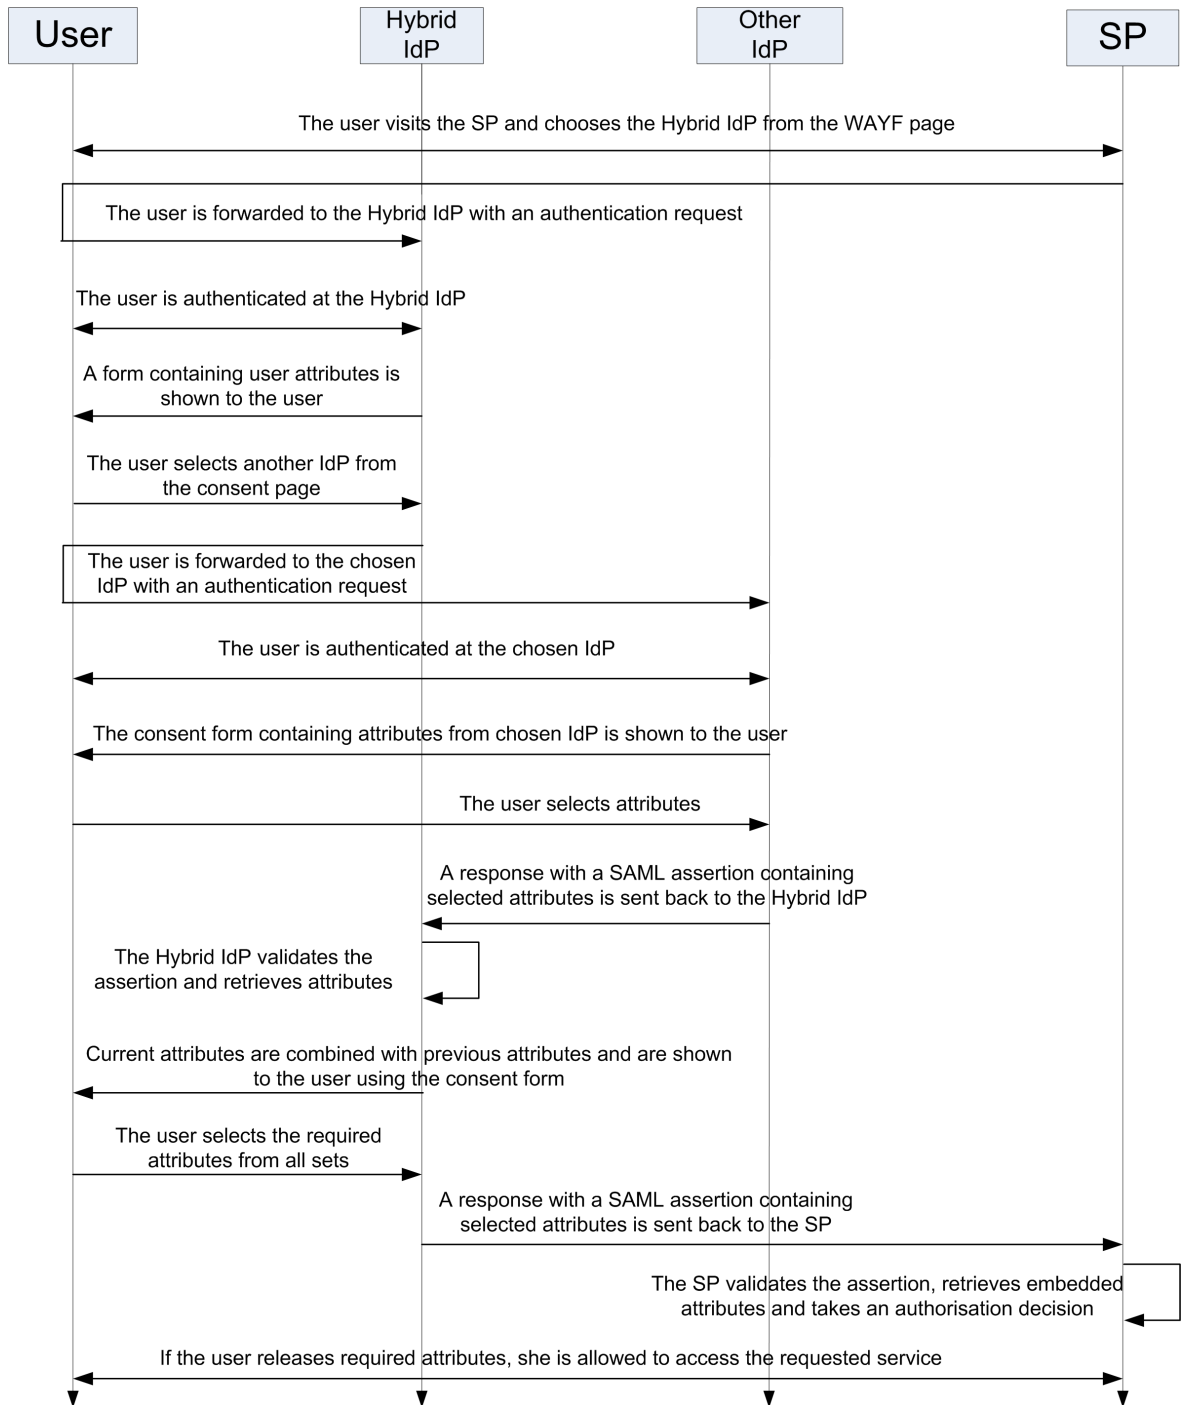 User
Hybrid
IdP
Other
IdP
SP
The user visits the SP and chooses the Hybrid IdP from the WAYF page
The user is forwarded to the Hybrid IdP with an authentication request
The user is authenticated at the Hybrid IdP
A form containing user attributes is
shown to the user
The user selects another IdP from
the consent page
The user is forwarded to the chosen
IdP with an authentication request
The user is authenticated at the chosen IdP
The consent form containing attributes from chosen IdP is shown to the user
The user selects attributes
A response with a SAML assertion containing
selected attributes is sent back to the Hybrid IdP
The Hybrid IdP validates the
assertion and retrieves attributes
Current attributes are combined with previous attributes and are shown
to the user using the consent form
The user selects the required
attributes from all sets
A response with a SAML assertion containing
selected attributes is sent back to the SP
The SP validates the assertion, retrieves embedded
attributes and takes an authorisation decision
If the user releases required attributes, she is allowed to access the requested service